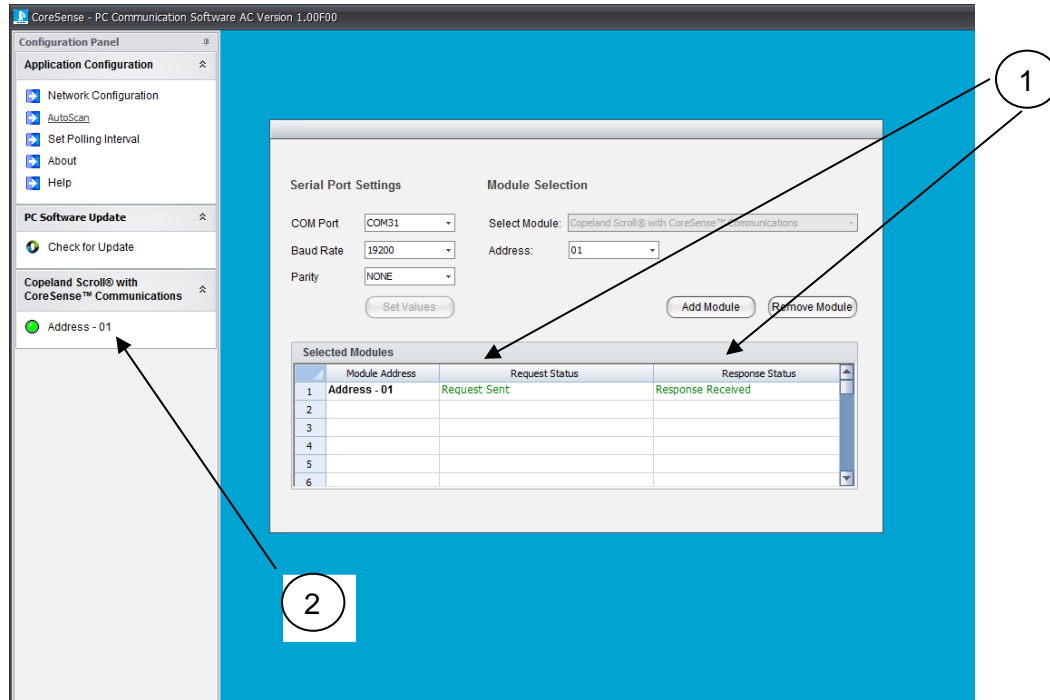 CoreSense - PC Communication Software AC Version 1.00F00
Configuration Panel
Application Configuration
Network Configuration
AutoScan
Set Polling Interval
About
Help
PC Software Update
Check for Update
Copeland Scroll® with
CoreSense™ Communications
Address - 01
Serial Port Settings
Module Selection
COM Port COM31
Select Module: Copeland Scroll® with CoreSense™ Communications
Baud Rate 19200
Address: 01
Parity NONE
Set Values
Add Module
Remove Module
Selected Modules
Module Address Request Status Response Status
1 Address - 01 Request Sent Response Received
2
3
4
5
6
1
2